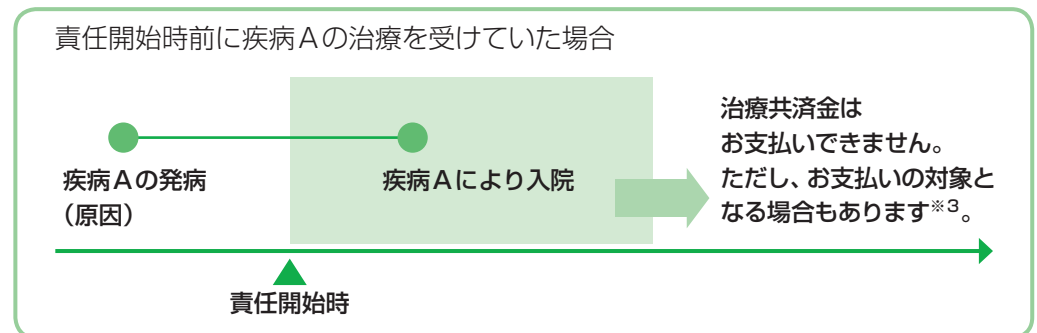 責任開始時前に疾病Aの治療を受けていた場合
疾病Aの発病
（原因）
疾病Aにより入院
治療共済金は
お支払いできません。
ただし、お支払いの対象と
なる場合もあります※3。
責任開始時